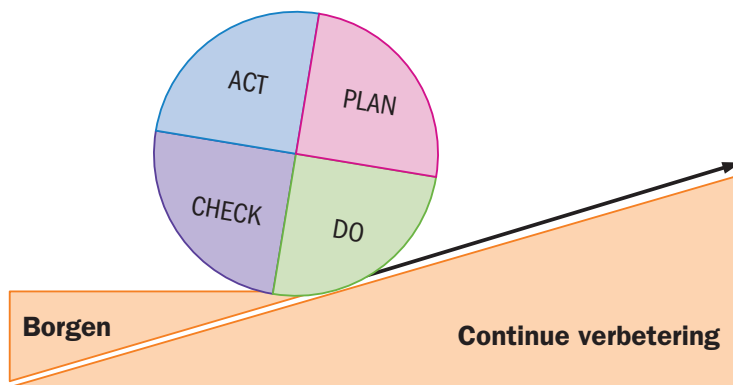 ACT
PLAN
CHECK
DO
Borgen
Continue verbetering